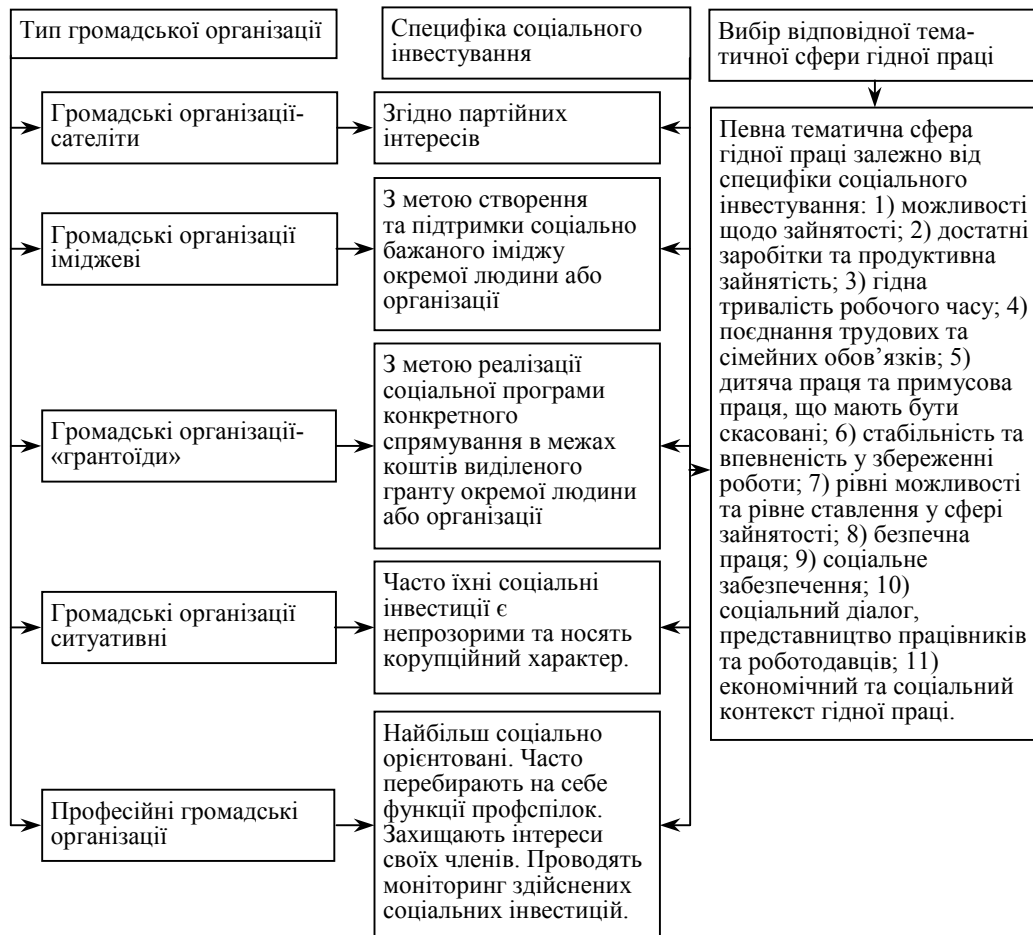 Тип громадської організації
Специфіка соціального
інвестування
Вибір відповідної тема-
тичної сфери гідної праці
Громадські організації-
сателіти
Згідно партійних
інтересів
Громадські організації
іміджеві
З метою створення
та підтримки соціально
бажаного іміджу
окремої людини або
організації
Громадські організації-
«грантоїди»
З метою реалізації
соціальної програми
конкретного
спрямування в межах
коштів виділеного
гранту окремої людини
або організації
Громадські організації
ситуативні
Часто їхні соціальні
інвестиції є
непрозорими та носять
корупційний характер.
Професійні громадські
організації
Найбільш соціально
орієнтовані. Часто
перебирають на себе
функції профспілок.
Захищають інтереси
своїх членів. Проводять
моніторинг здійснених
соціальних інвестицій.
Певна тематична сфера
гідної праці залежно від
специфіки соціального
інвестування: 1) можливості
щодо зайнятості; 2) достатні
заробітки та продуктивна
зайнятість; 3) гідна
тривалість робочого часу; 4)
поєднання трудових та
сімейних обов’язків; 5)
дитяча праця та примусова
праця, що мають бути
скасовані; 6) стабільність та
впевненість у збереженні
роботи; 7) рівні можливості
та рівне ставлення у сфері
зайнятості; 8) безпечна
праця; 9) соціальне
забезпечення; 10)
соціальний діалог,
представництво працівників
та роботодавців; 11)
економічний та соціальний
контекст гідної праці.